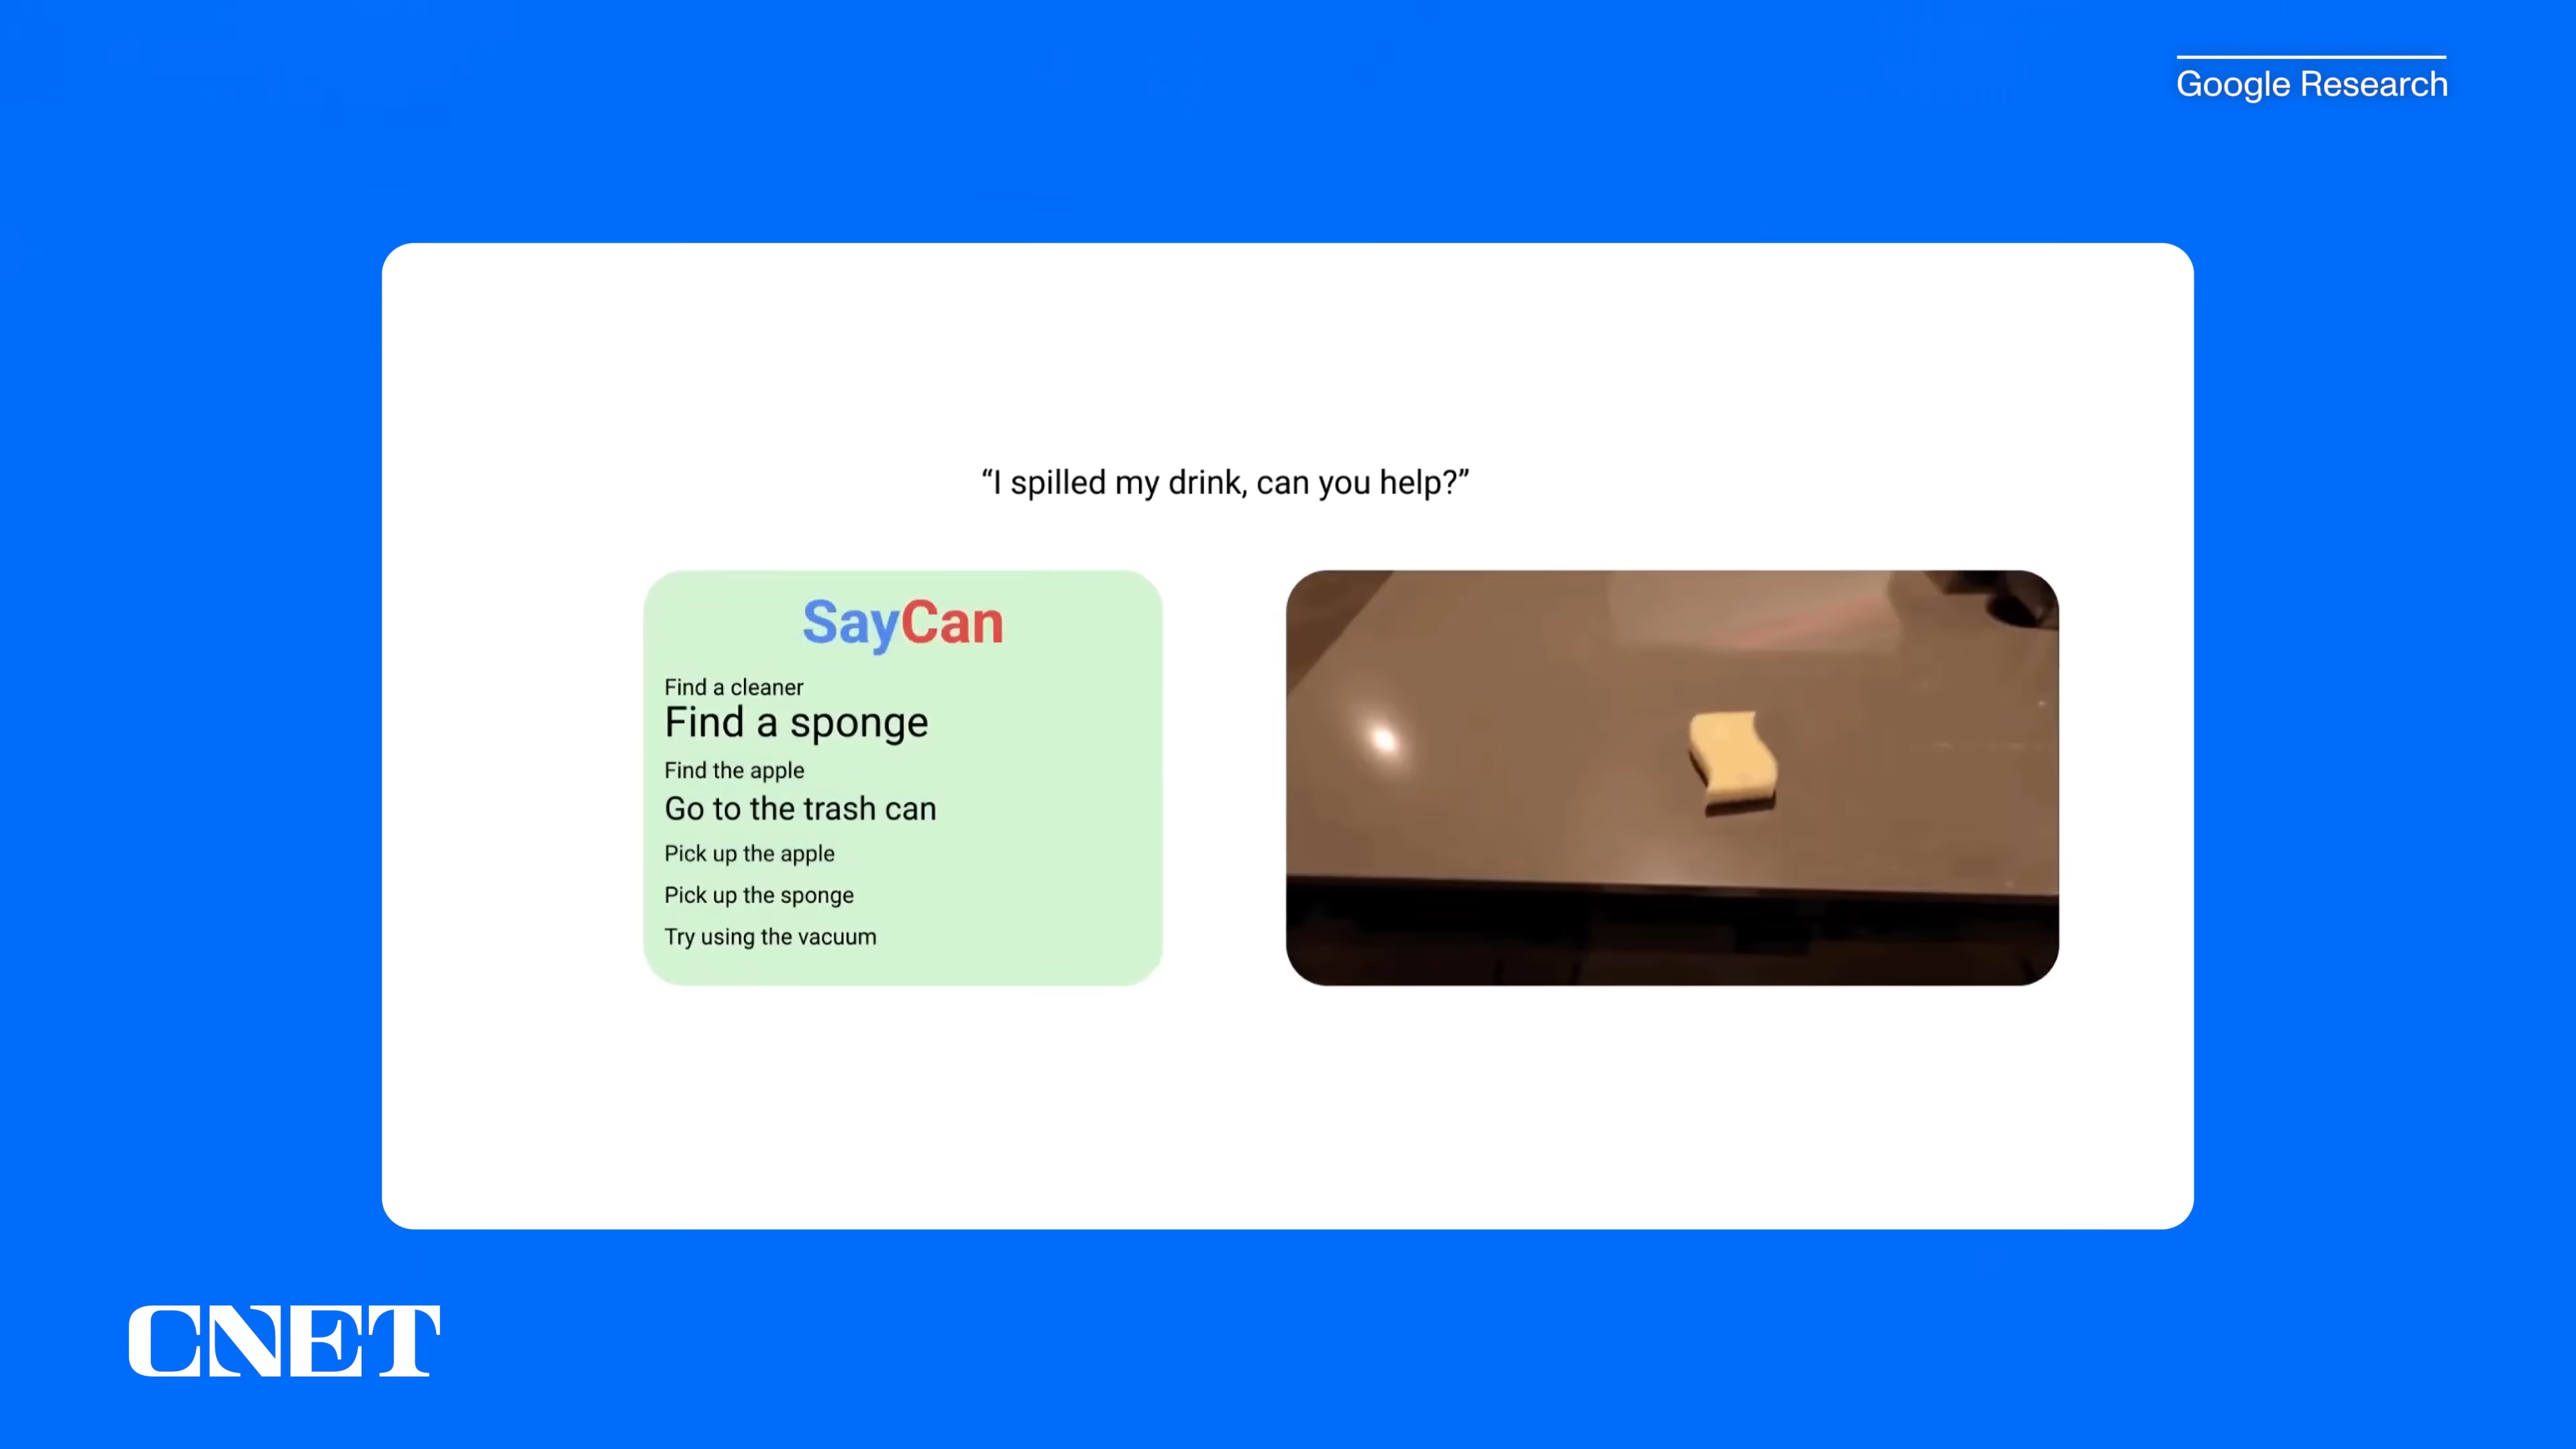 Google Research
“I spilled my drink, can you help?”
SayCan
Find a cleaner
Find a sponge
Find the apple
Go to the trash can
Pick up the apple
Pick up the sponge
Try using the vacuum
CNET